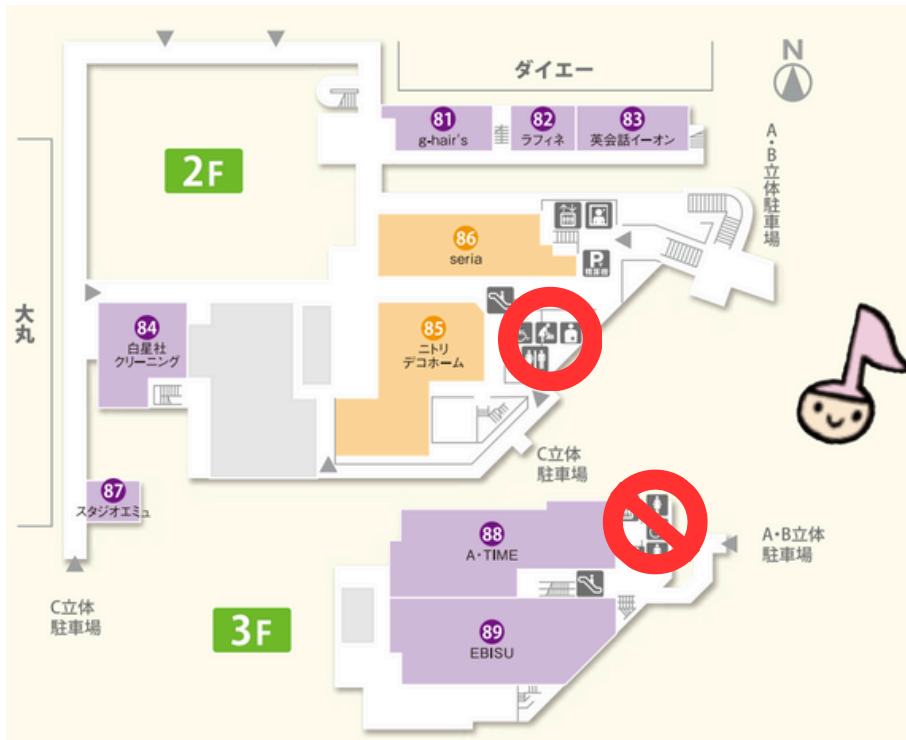 ダイエー
N
81
g-hair's
82
ラフィネ
83
英会話イーオン
A・B立体駐車場
2F
86
seria
P
精算機
大丸
84
白星社
クリーニング
85
ニトリ
デコホーム
C立体
駐車場
87
スタジオエミュ
88
A・TIME
A・B立体
駐車場
C立体
駐車場
3F
89
EBISU